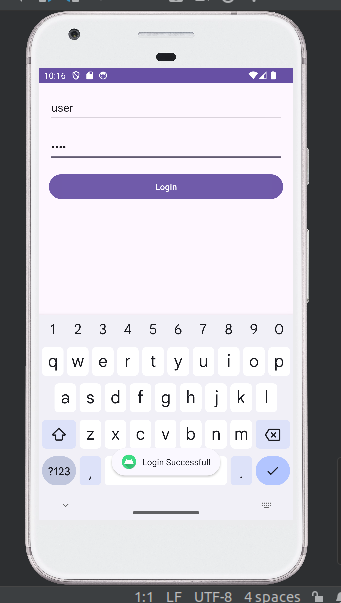 10:16
user
••••
Login
1 2 3 4 5 6 7 8 9 0
q w e r t y u i o p
a s d f g h j k l
z x c v b n m
?123 , .
Login Successfull
1:1 LF UTF-8 4 spaces